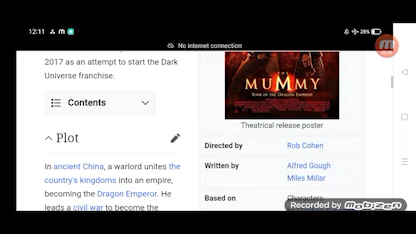 12:11
28%
No internet connection
2017 as an attempt to start the Dark
Universe franchise.
Contents
Plot
In ancient China, a warlord unites the
country's kingdoms into an empire,
becoming the Dragon Emperor. He
leads a civil war to become the
THE
MUMMY
TOMB OF THE DRAGON EMPEROR
Theatrical release poster
Directed by Rob Cohen
Written by Alfred Gough
Miles Millar
Based on Characters
Recorded by Mobizen